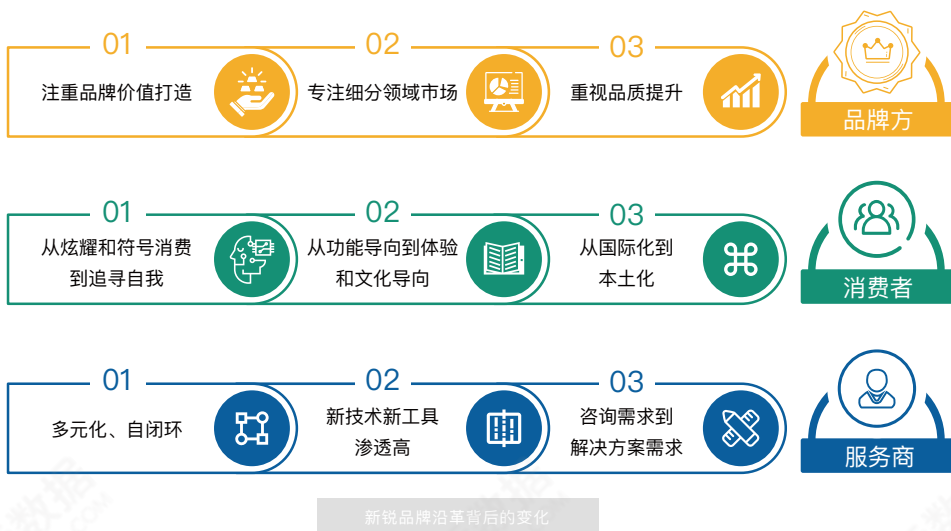 01
02
03
注重品牌价值打造
专注细分领域市场
重视品质提升
品牌方
01
02
03
从炫耀和符号消费
到追寻自我
从功能导向到体验
和文化导向
从国际化到
本土化
消费者
01
02
03
多元化、自闭环
新技术新工具
渗透高
咨询需求到
解决方案需求
服务商
新锐品牌沿革背后的变化
数据
数据